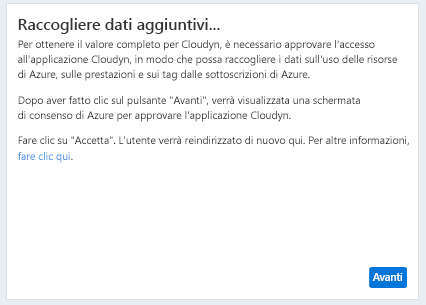 Raccogliere dati aggiuntivi...
Per ottenere il valore completo per Cloudyn, è necessario approvare l'accesso
all'applicazione Cloudyn, in modo che possa raccogliere i dati sull'uso delle risorse
di Azure, sulle prestazioni e sui tag dalle sottoscrizioni di Azure.
Dopo aver fatto clic sul pulsante "Avanti", verrà visualizzata una schermata
di consenso di Azure per approvare l'applicazione Cloudyn.
Fare clic su "Accetta". L'utente verrà reindirizzato di nuovo qui. Per altre informazioni,
fare clic qui.
Avanti